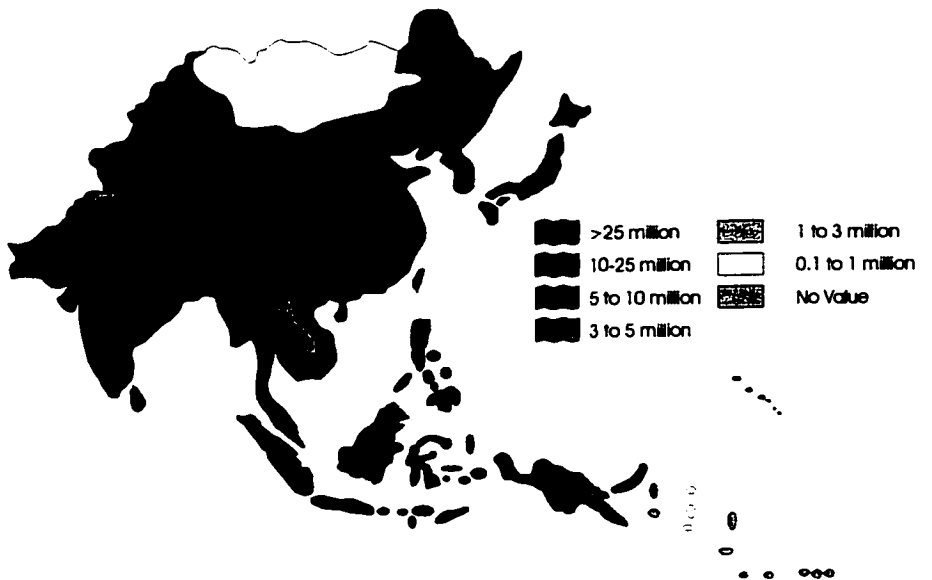 >25 million
10-25 million
5 to 10 million
3 to 5 million
1 to 3 million
0.1 to 1 million
No Value